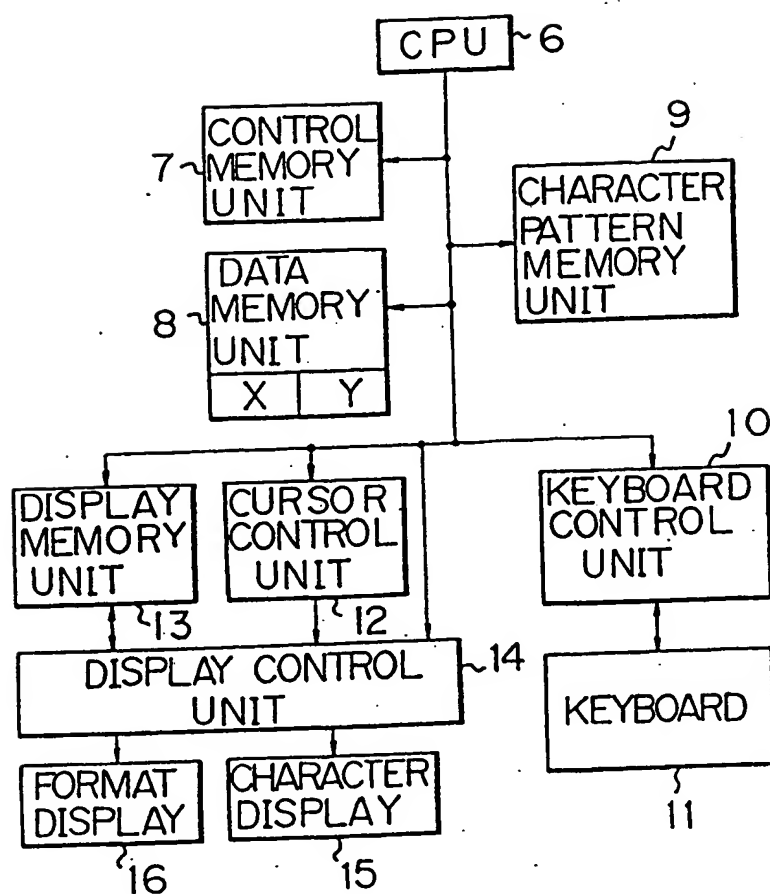 CPU
6
CONTROL
MEMORY
UNIT
7
9
CHARACTER
PATTERN
MEMORY
UNIT
DATA
MEMORY
UNIT
8
X Y
10
DISPLAY
MEMORY
UNIT
13
CURSOR
CONTROL
UNIT
12
KEYBOARD
CONTROL
UNIT
DISPLAY CONTROL
UNIT
14
KEYBOARD
11
FORMAT
DISPLAY
16
CHARACTER
DISPLAY
15